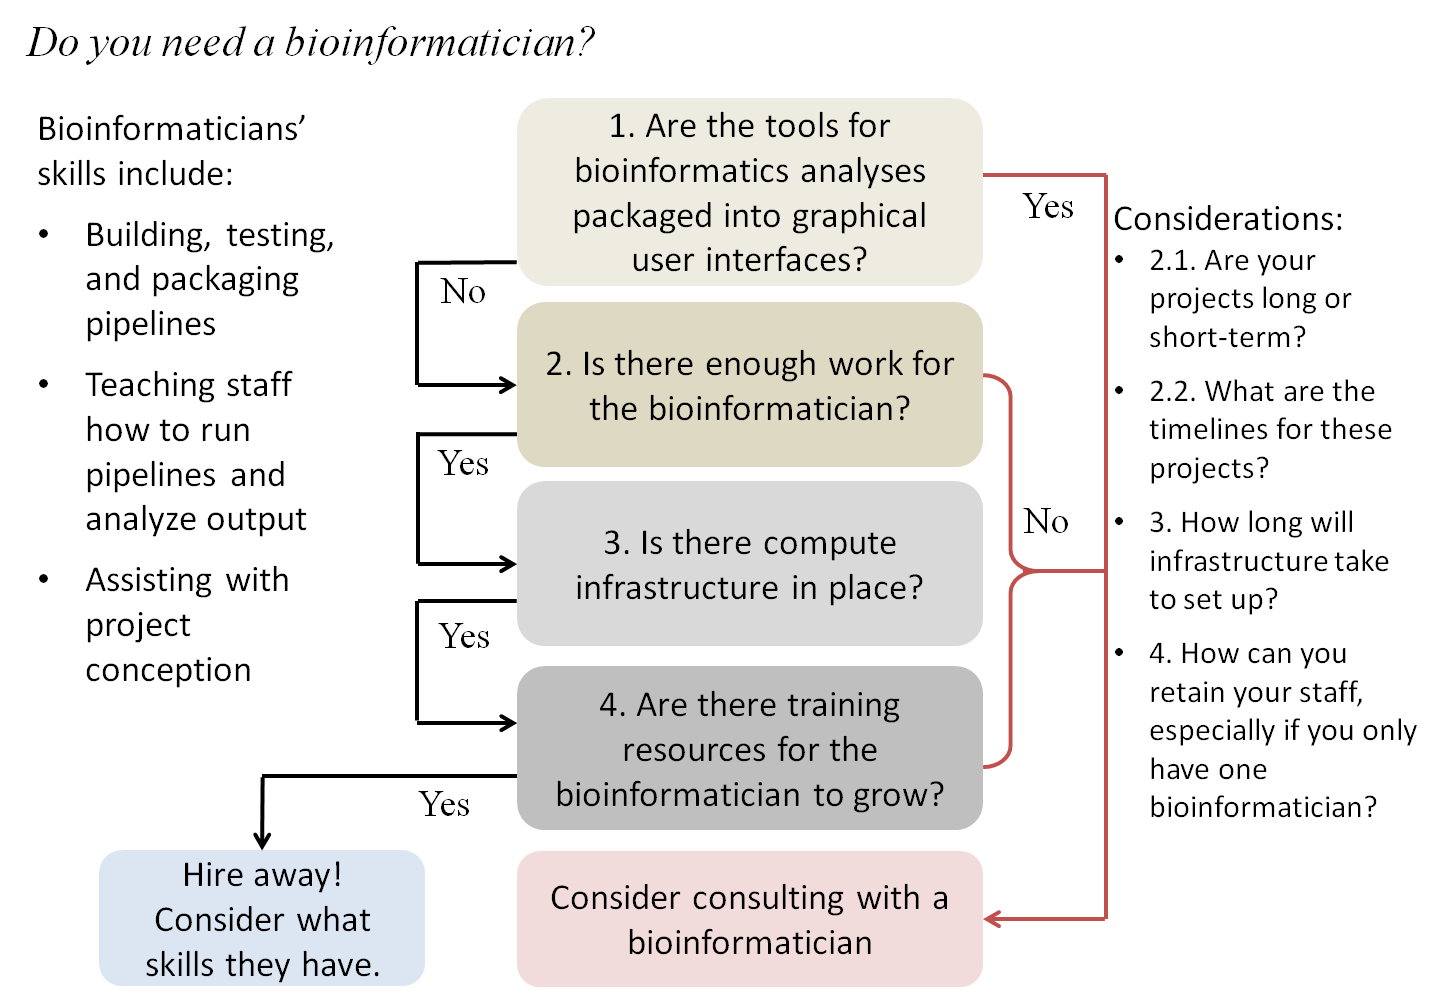 Do you need a bioinformatician?
Bioinformaticians’
skills include:
• Building, testing,
and packaging
pipelines
• Teaching staff
how to run
pipelines and
analyze output
• Assisting with
project
conception
1. Are the tools for
bioinformatics analyses
packaged into graphical
user interfaces?
No
Yes
2. Is there enough work for
the bioinformatician?
Yes
No
3. Is there compute
infrastructure in place?
Yes
4. Are there training
resources for the
bioinformatician to grow?
Yes
Hire away!
Consider what
skills they have.
Consider consulting with a
bioinformatician
Considerations:
• 2.1. Are your
projects long or
short-term?
• 2.2. What are the
timelines for these
projects?
• 3. How long will
infrastructure take
to set up?
• 4. How can you
retain your staff,
especially if you only
have one
bioinformatician?